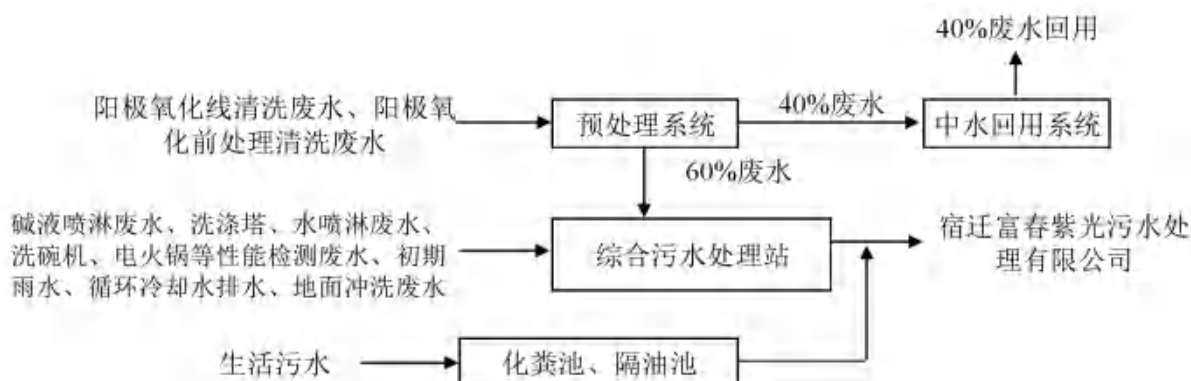 40%废水回用
阳极氧化线清洗废水、阳极氧
化前处理清洗废水
预处理系统
40%废水
中水回用系统
60%废水
碱液喷淋废水、洗涤塔、水喷淋废水、
洗碗机、电火锅等性能检测废水、初期
雨水、循环冷却水排水、地面冲洗废水
综合污水处理站
宿迁富春紫光污水处
理有限公司
生活污水
化粪池、隔油池